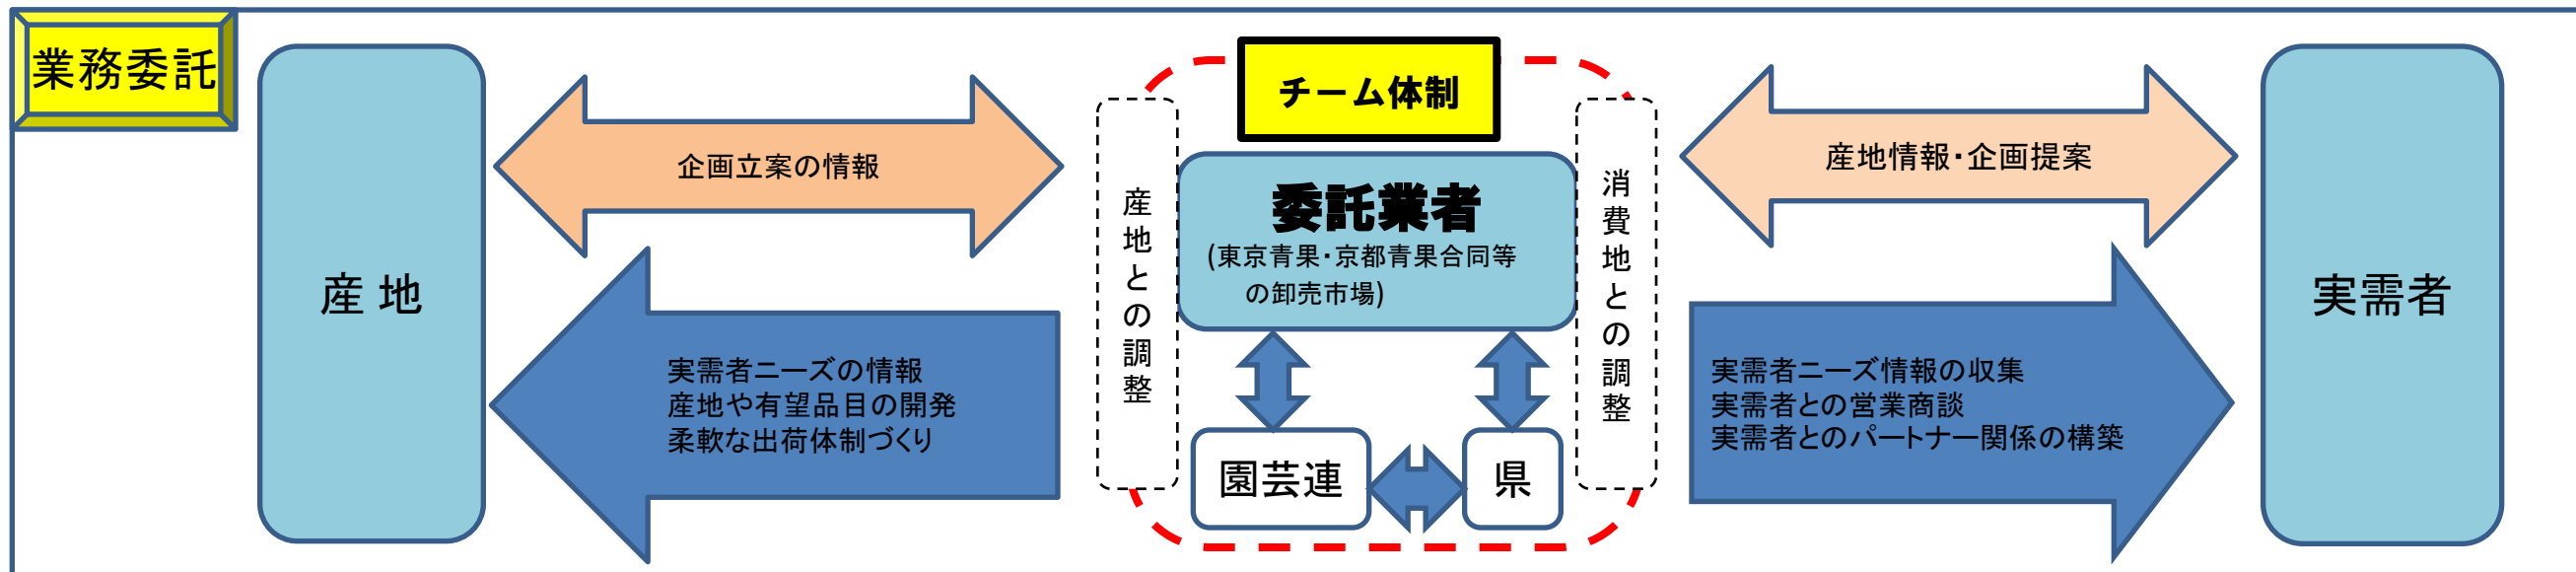 業務委託
産 地
企画立案の情報
実需者ニーズの情報
産地や有望品目の開発
柔軟な出荷体制づくり
チーム体制
産地との調整
委託業者
(東京青果・京都青果合同等
の卸売市場)
園芸連
県
消費地との調整
産地情報・企画提案
実需者ニーズ情報の収集
実需者との営業商談
実需者とのパートナー関係の構築
実需者